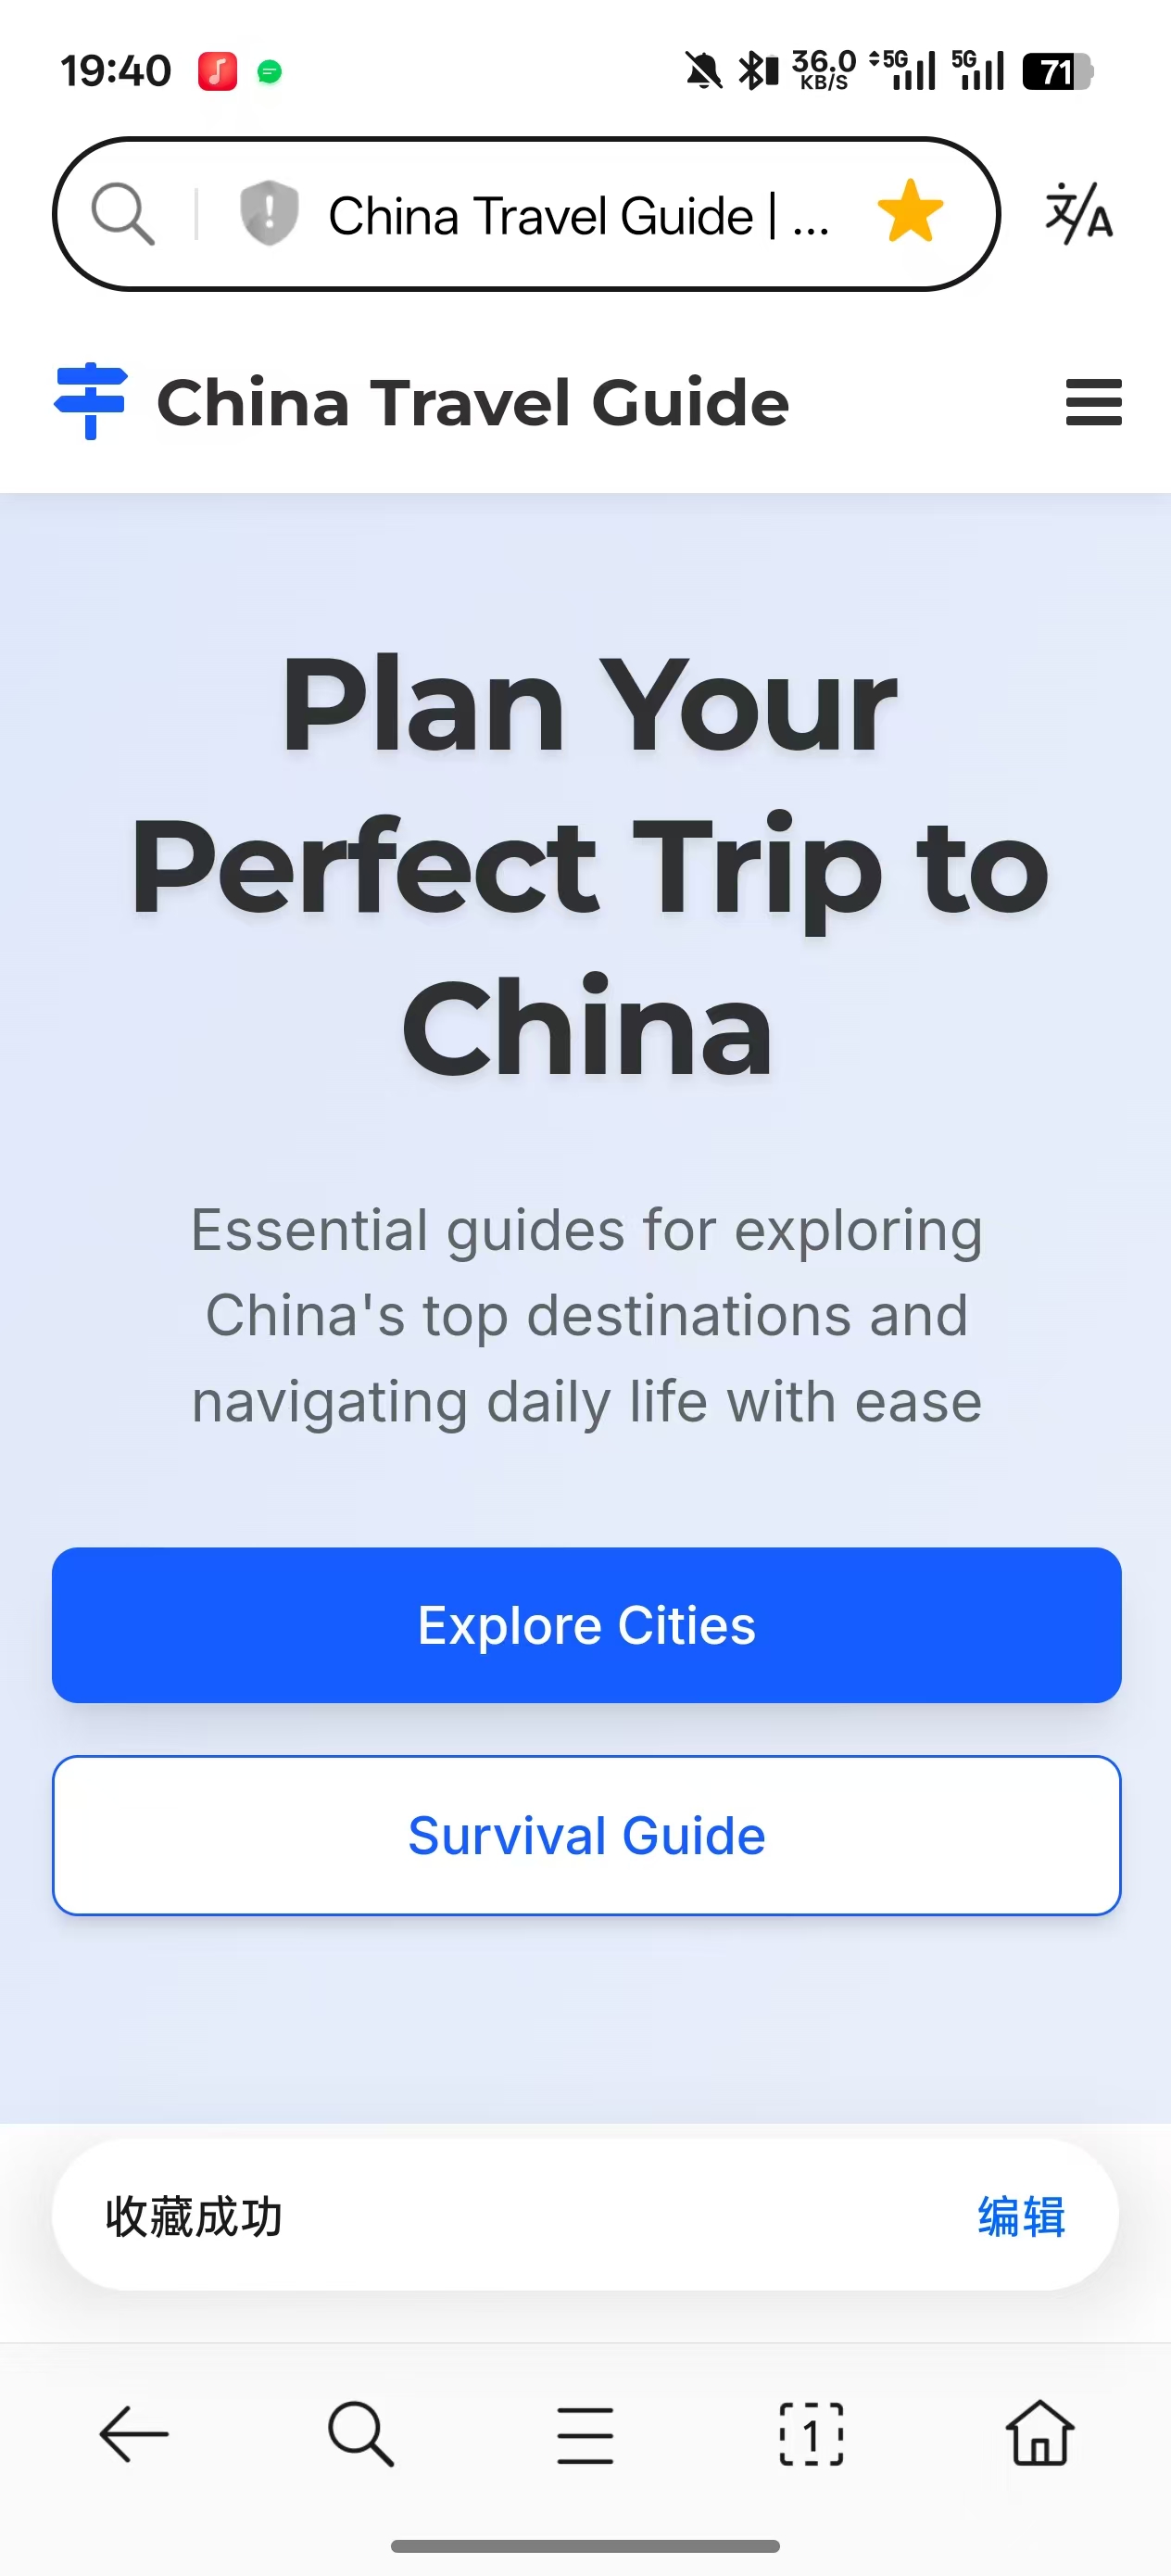 19:40
36.0
KB/S
5G
5G
71
China Travel Guide | ...
文/A
China Travel Guide
Plan Your
Perfect Trip to
China
Essential guides for exploring
China's top destinations and
navigating daily life with ease
Explore Cities
Survival Guide
收藏成功
编辑
1